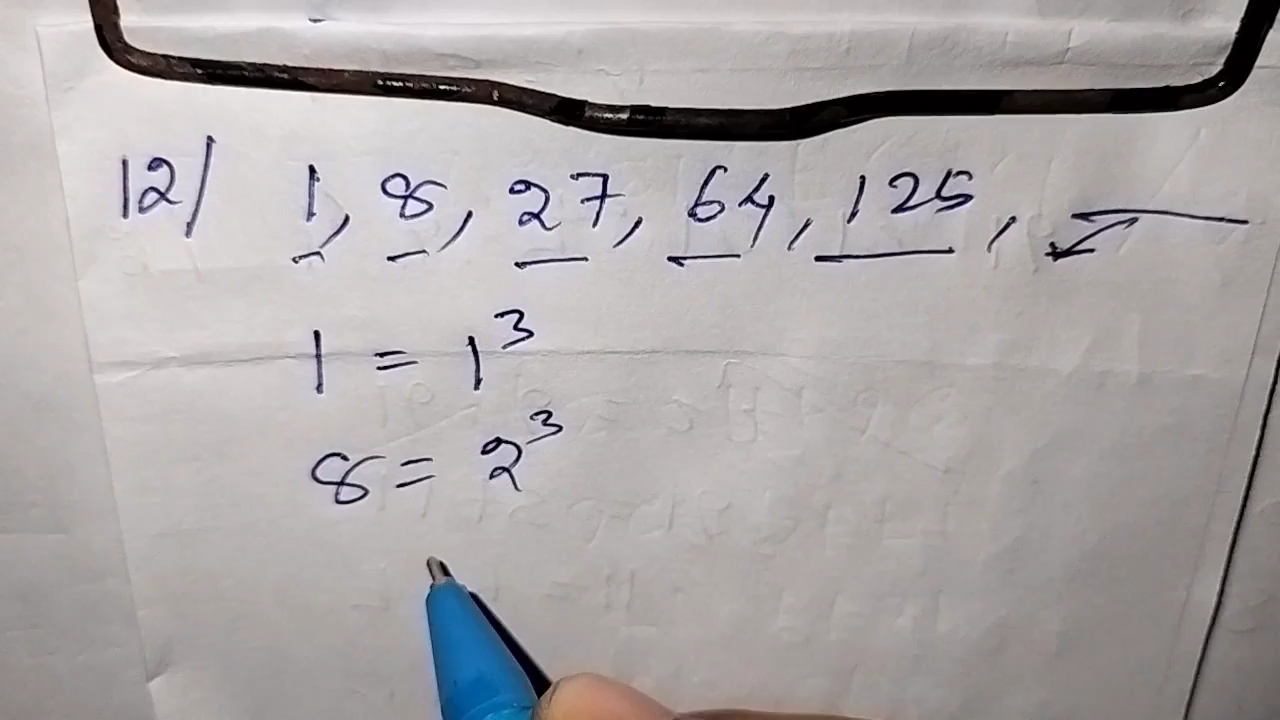 12/ 1, 8, 27, 64, 125,
1 = 1³
8 = 2³